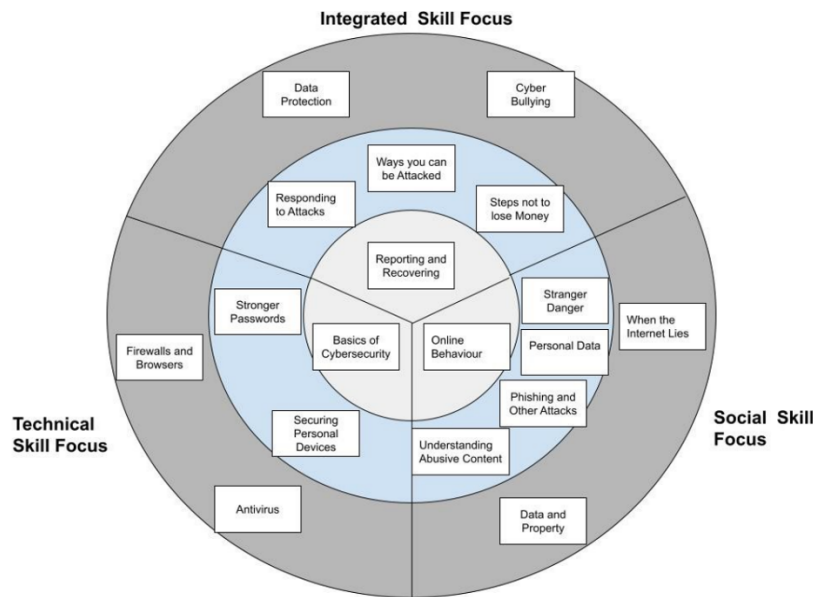 Integrated Skill Focus
Data
Protection
Cyber
Bullying
Ways you can
be Attacked
Responding
to Attacks
Steps not to
lose Money
Reporting and
Recovering
Stranger
Danger
Stronger
Passwords
When the
Internet Lies
Basics of
Cybersecurity
Online
Behaviour
Personal Data
Firewalls and
Browsers
Phishing and
Other Attacks
Technical
Skill Focus
Social Skill
Focus
Securing
Personal
Devices
Understanding
Abusive Content
Antivirus
Data and
Property